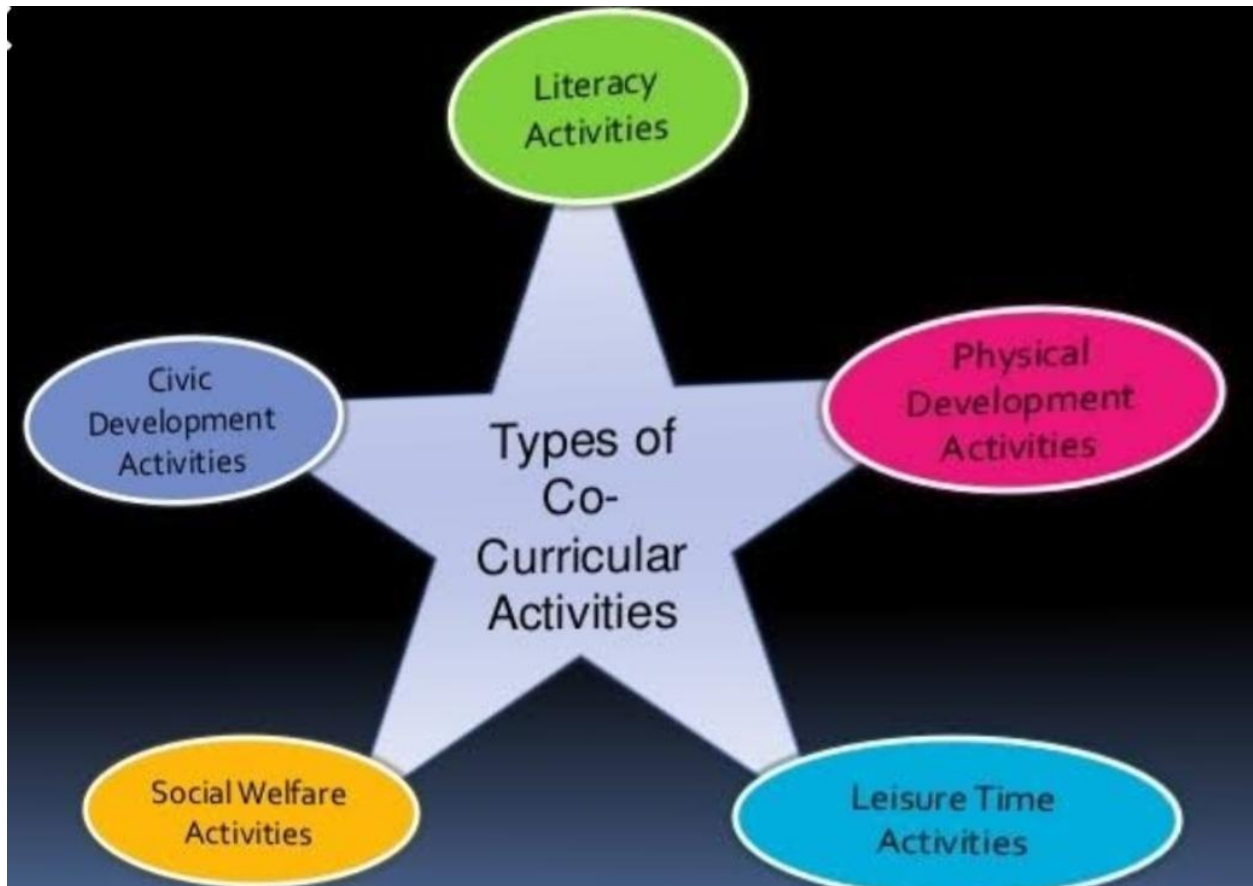 Literacy
Activities
Physical
Development
Activities
Civic
Development
Activities
Types of
Co-
Curricular
Activities
Social Welfare
Activities
Leisure Time
Activities